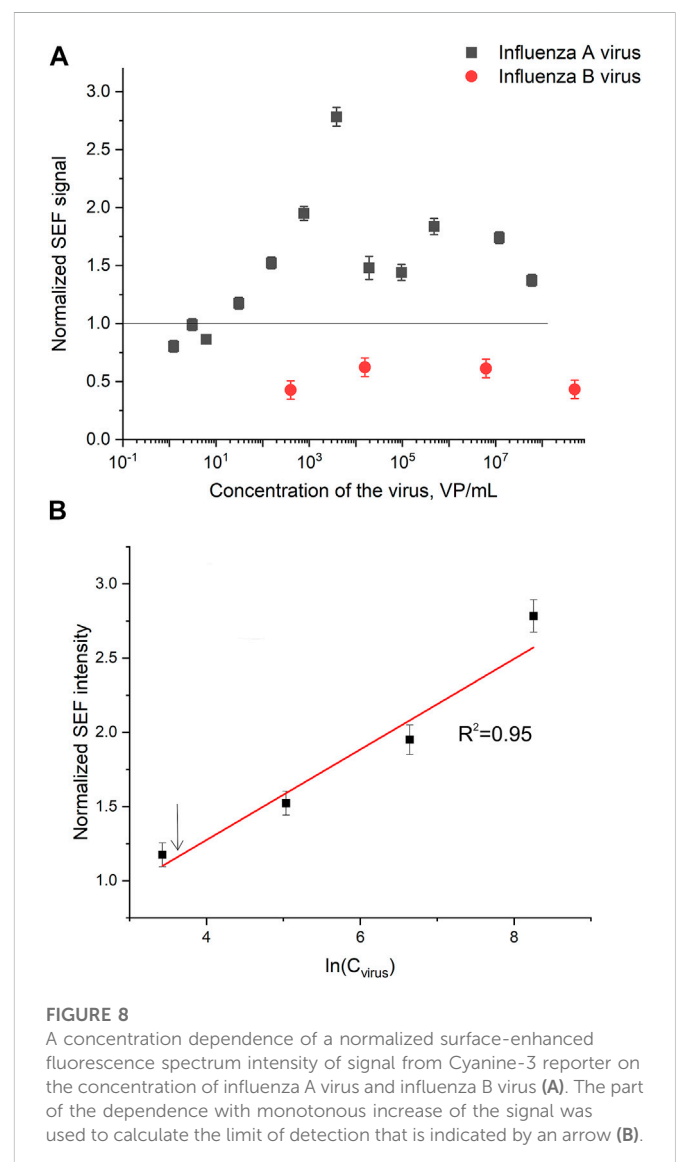 A
Influenza A virus
Influenza B virus
3.0
2.5
2.0
1.5
1.0
0.5
0.0
Normalized SEF signal
10⁻¹ 10¹ 10³ 10⁵ 10⁷
Concentration of the virus, VP/mL
B
3.0
2.5
2.0
1.5
1.0
Normalized SEF intensity
R²=0.95
4 6 8
ln(Cvirus)
FIGURE 8
A concentration dependence of a normalized surface-enhanced
fluorescence spectrum intensity of signal from Cyanine-3 reporter on
the concentration of influenza A virus and influenza B virus (A). The part
of the dependence with monotonous increase of the signal was
used to calculate the limit of detection that is indicated by an arrow (B).